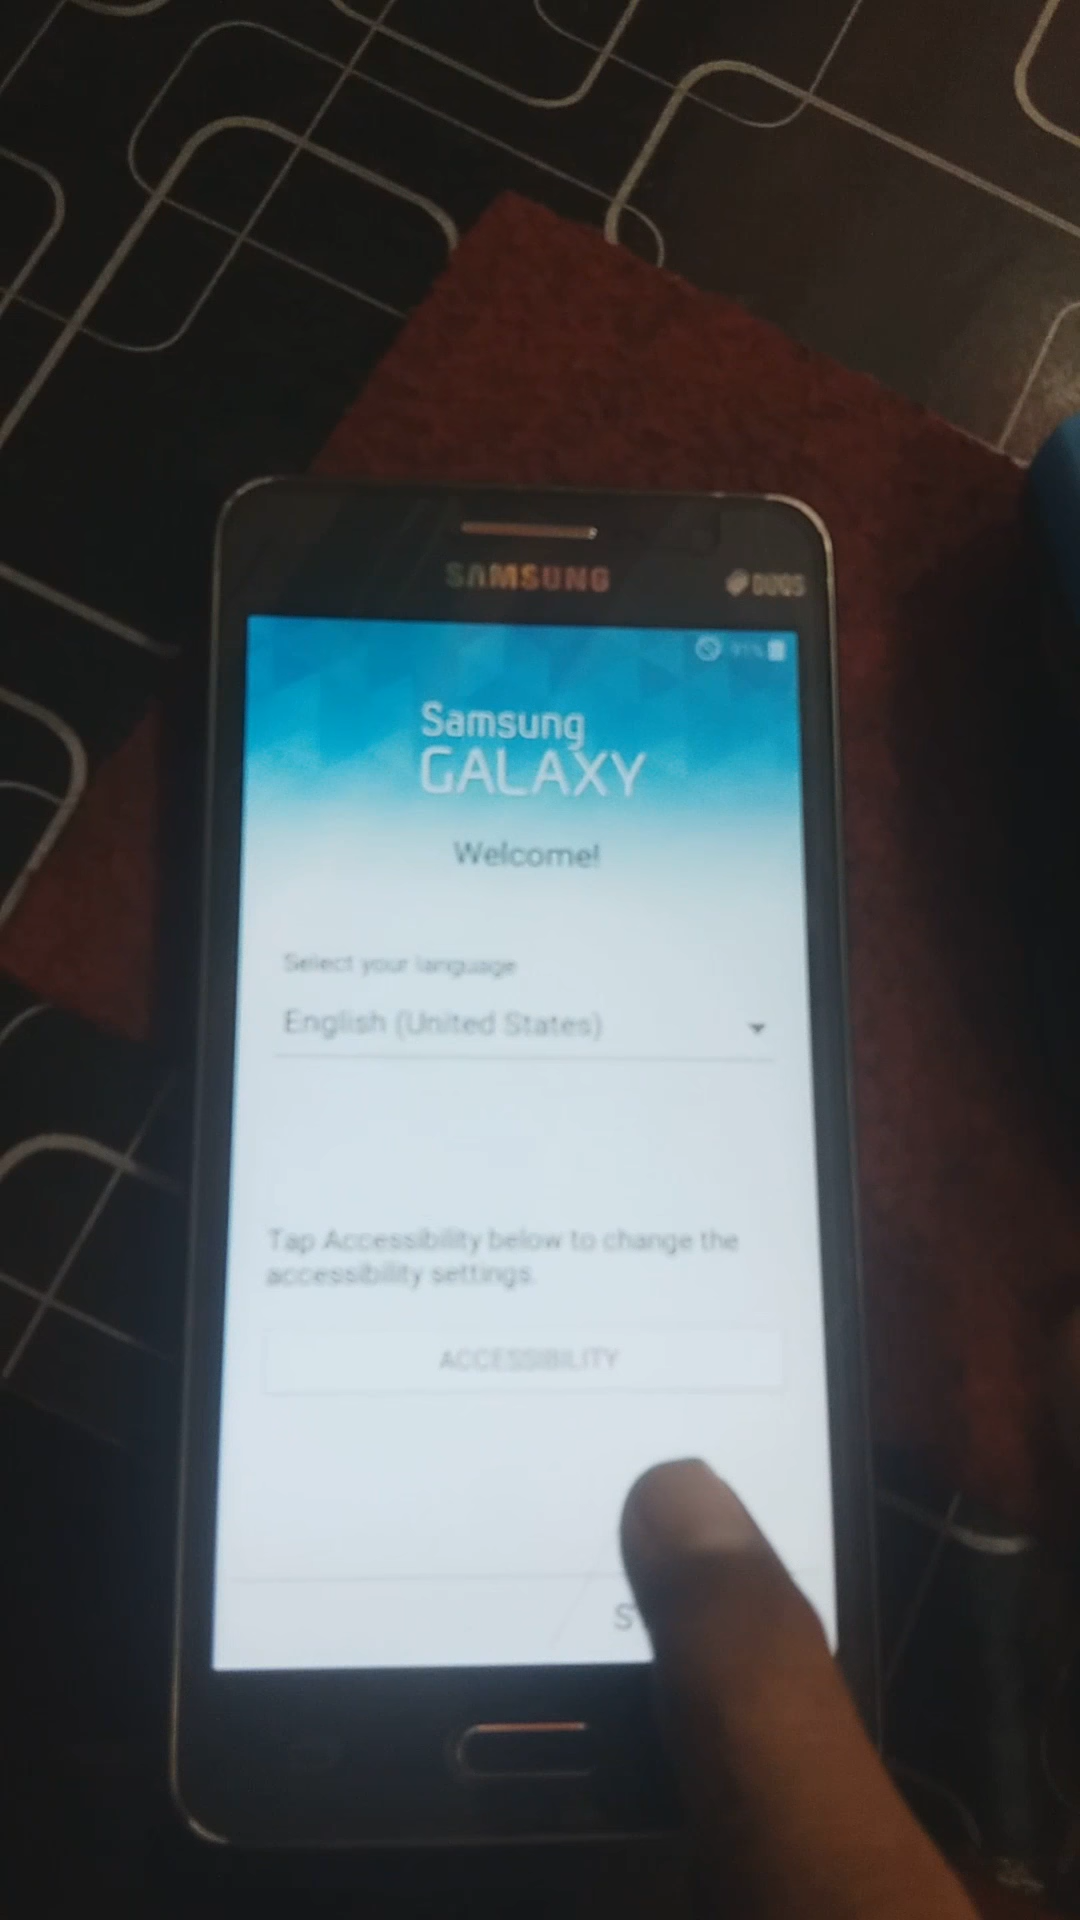 SAMSUNG
DUOS
91%
Samsung
GALAXY
Welcome!
Select your language
English (United States)
Tap Accessibility below to change the
accessibility settings.
ACCESSIBILITY